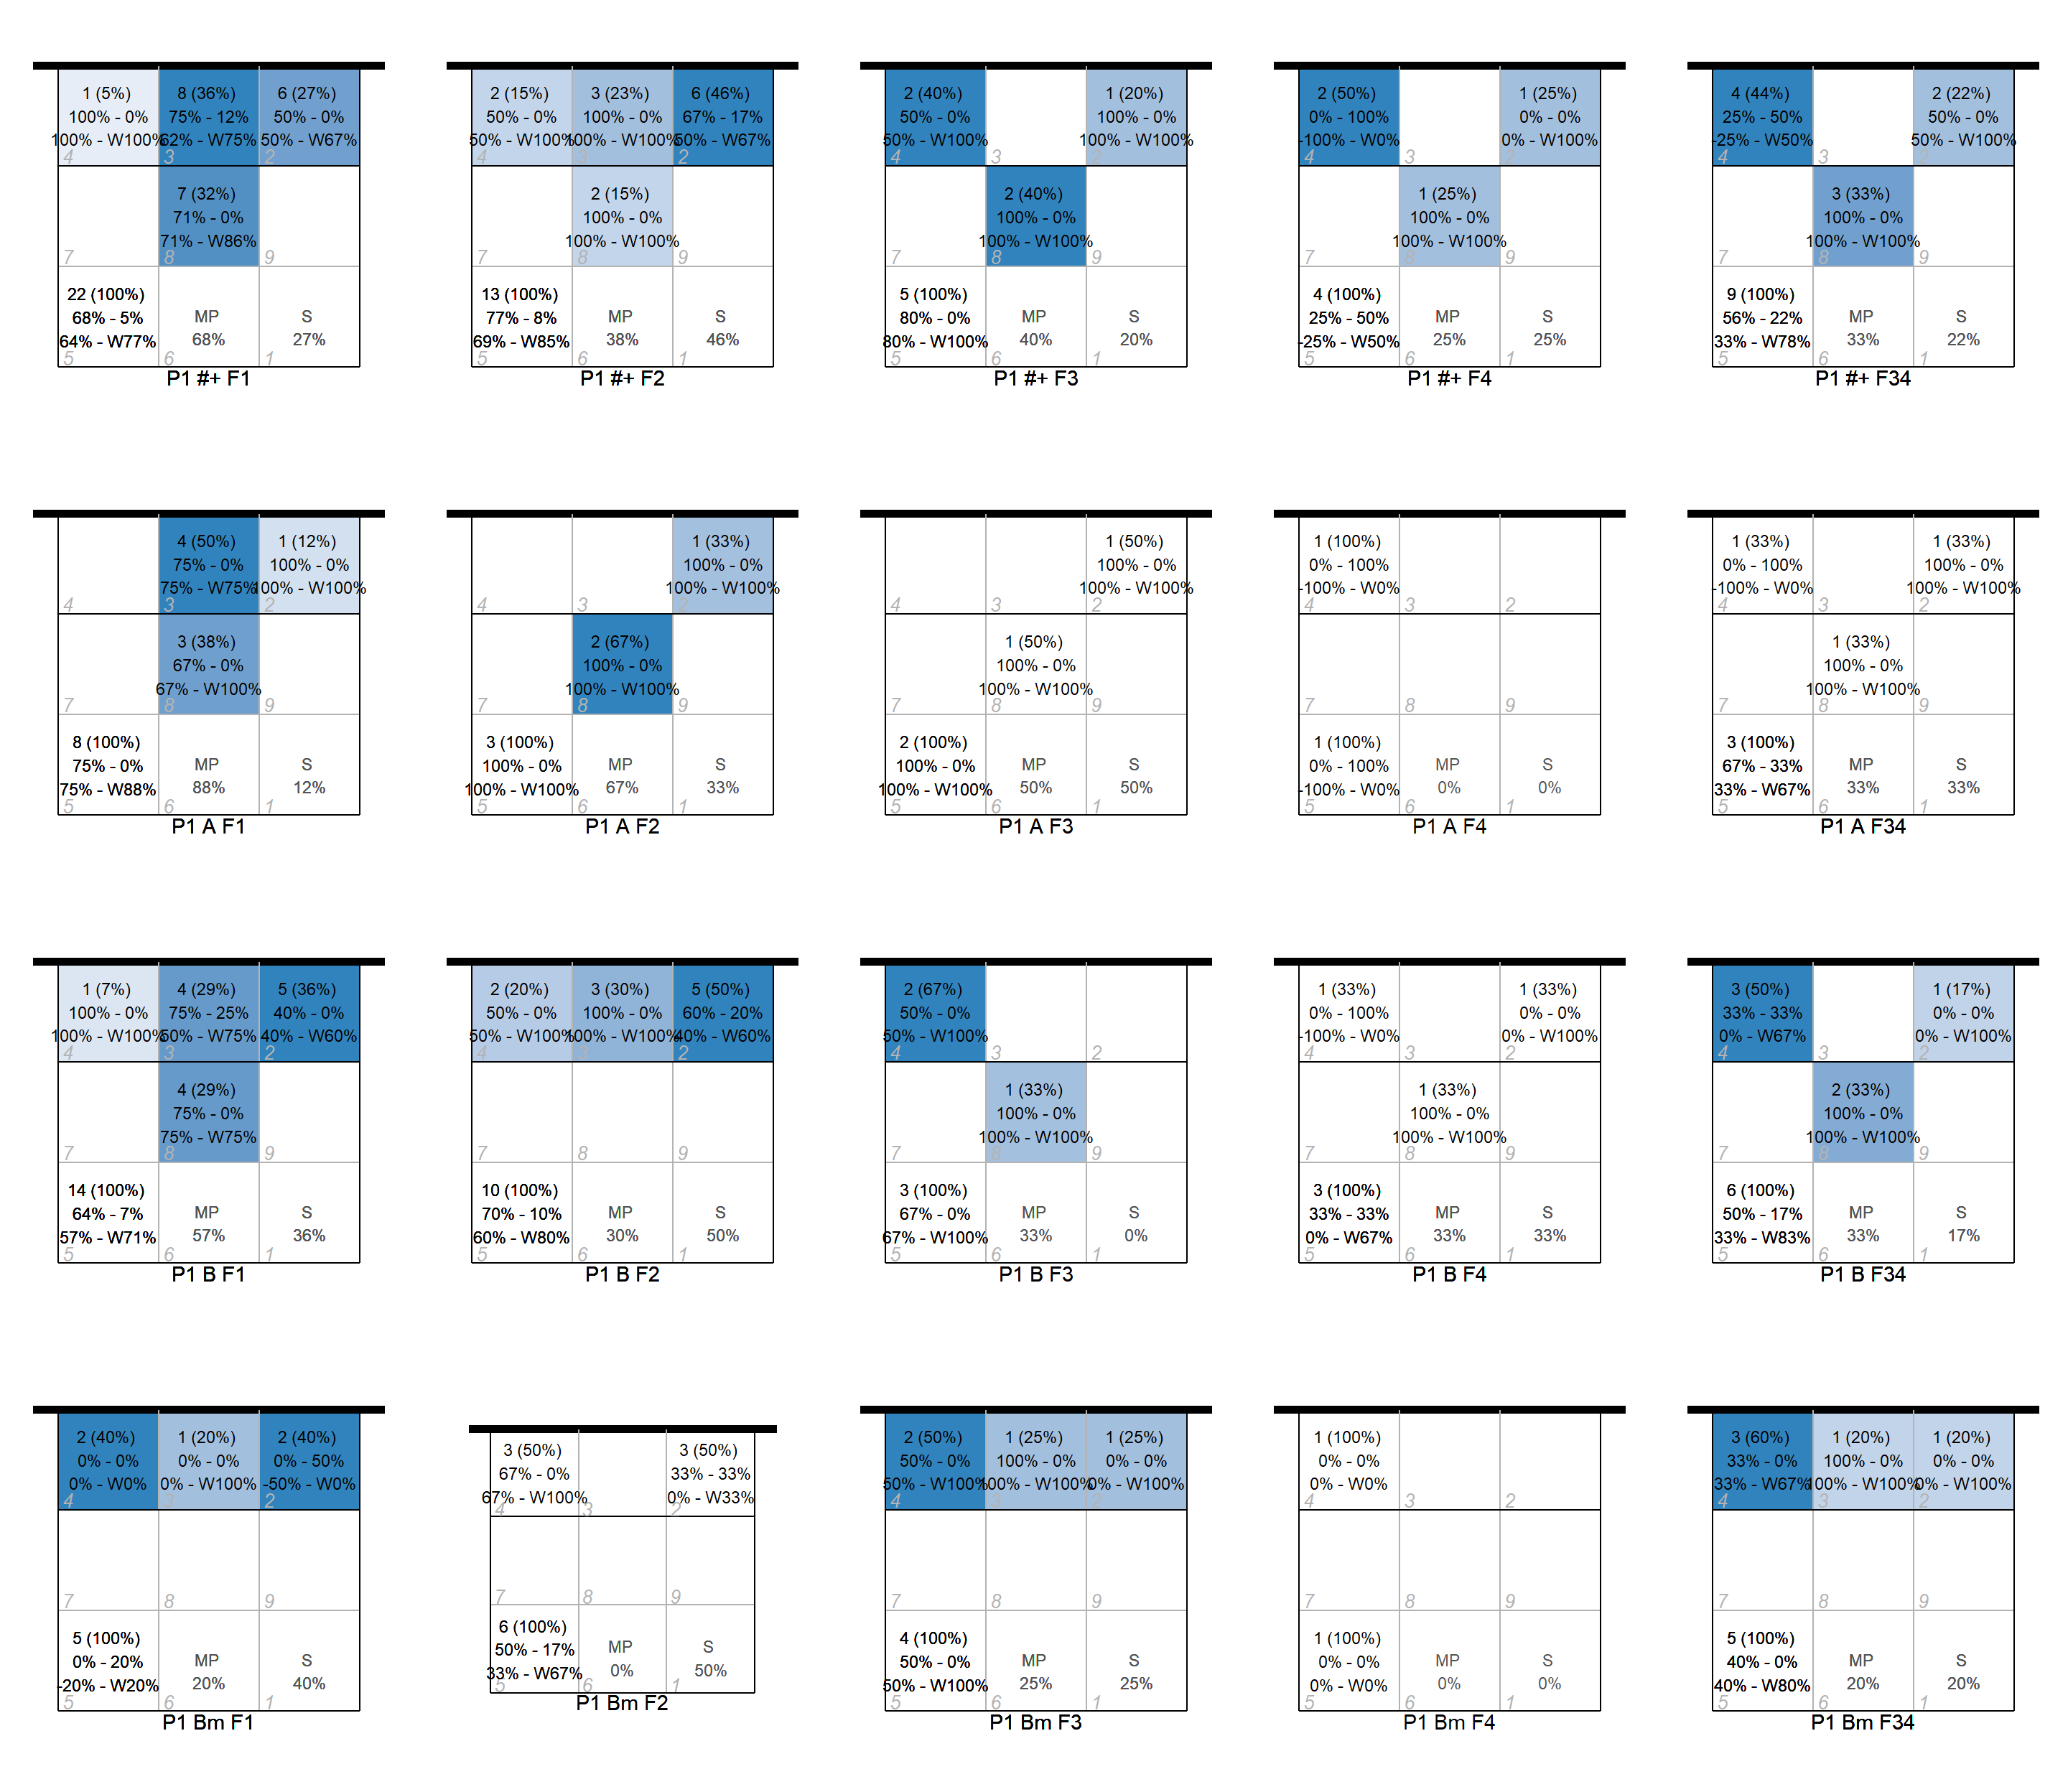 1 (5%)
100% - 0%
100% - W100%
4
8 (36%)
75% - 12%
62% - W75%
3
6 (27%)
50% - 0%
50% - W67%
2
7
7 (32%)
71% - 0%
71% - W86%
8
9
22 (100%)
68% - 5%
64% - W77%
5
MP
68%
6
S
27%
1
P1 #+ F1
2 (15%)
50% - 0%
50% - W100%
4
3 (23%)
100% - 0%
100% - W100%
3
6 (46%)
67% - 17%
50% - W67%
2
7
2 (15%)
100% - 0%
100% - W100%
8
9
13 (100%)
77% - 8%
69% - W85%
5
MP
38%
6
S
46%
1
P1 #+ F2
2 (40%)
50% - 0%
50% - W100%
4
3
1 (20%)
100% - 0%
100% - W100%
2
7
2 (40%)
100% - 0%
100% - W100%
8
9
5 (100%)
80% - 0%
80% - W100%
5
MP
40%
6
S
20%
1
P1 #+ F3
2 (50%)
0% - 100%
-100% - W0%
4
3
1 (25%)
0% - 0%
0% - W100%
2
7
1 (25%)
100% - 0%
100% - W100%
8
9
4 (100%)
25% - 50%
-25% - W50%
5
MP
25%
6
S
25%
1
P1 #+ F4
4 (44%)
25% - 50%
-25% - W50%
4
3
2 (22%)
50% - 0%
50% - W100%
2
7
3 (33%)
100% - 0%
100% - W100%
8
9
9 (100%)
56% - 22%
33% - W78%
5
MP
33%
6
S
22%
1
P1 #+ F34
4
4 (50%)
75% - 0%
75% - W75%
3
1 (12%)
100% - 0%
100% - W100%
2
7
3 (38%)
67% - 0%
67% - W100%
8
9
8 (100%)
75% - 0%
75% - W88%
5
MP
88%
6
S
12%
1
P1 A F1
4
3
1 (33%)
100% - 0%
100% - W100%
2
7
2 (67%)
100% - 0%
100% - W100%
8
9
3 (100%)
100% - 0%
100% - W100%
5
MP
67%
6
S
33%
1
P1 A F2
4
3
1 (50%)
100% - 0%
100% - W100%
2
7
1 (50%)
100% - 0%
100% - W100%
8
9
2 (100%)
100% - 0%
100% - W100%
5
MP
50%
6
S
50%
1
P1 A F3
1 (100%)
0% - 100%
-100% - W0%
4
3
2
7
8
9
1 (100%)
0% - 100%
-100% - W0%
5
MP
0%
6
S
0%
1
P1 A F4
1 (33%)
0% - 100%
-100% - W0%
4
3
1 (33%)
100% - 0%
100% - W100%
2
7
1 (33%)
100% - 0%
100% - W100%
8
9
3 (100%)
67% - 33%
33% - W67%
5
MP
33%
6
S
33%
1
P1 A F34
1 (7%)
100% - 0%
100% - W100%
4
4 (29%)
75% - 25%
50% - W75%
3
5 (36%)
40% - 0%
40% - W60%
2
7
4 (29%)
75% - 0%
75% - W75%
8
9
14 (100%)
64% - 7%
57% - W71%
5
MP
57%
6
S
36%
1
P1 B F1
2 (20%)
50% - 0%
50% - W100%
4
3 (30%)
100% - 0%
100% - W100%
3
5 (50%)
60% - 20%
40% - W60%
2
7
8
9
10 (100%)
70% - 10%
60% - W80%
5
MP
30%
6
S
50%
1
P1 B F2
2 (67%)
50% - 0%
50% - W100%
4
3
2
7
1 (33%)
100% - 0%
100% - W100%
8
9
3 (100%)
67% - 0%
67% - W100%
5
MP
33%
6
S
0%
1
P1 B F3
1 (33%)
0% - 100%
-100% - W0%
4
3
1 (33%)
0% - 0%
0% - W100%
2
7
1 (33%)
100% - 0%
100% - W100%
8
9
3 (100%)
33% - 33%
0% - W67%
5
MP
33%
6
S
33%
1
P1 B F4
3 (50%)
33% - 33%
0% - W67%
4
3
1 (17%)
0% - 0%
0% - W100%
2
7
2 (33%)
100% - 0%
100% - W100%
8
9
6 (100%)
50% - 17%
33% - W83%
5
MP
33%
6
S
17%
1
P1 B F34
2 (40%)
0% - 0%
0% - W0%
4
1 (20%)
0% - 0%
0% - W100%
3
2 (40%)
0% - 50%
-50% - W0%
2
7
8
9
5 (100%)
0% - 20%
-20% - W20%
5
MP
20%
6
S
40%
1
P1 Bm F1
3 (50%)
67% - 0%
67% - W100%
4
3
3 (50%)
33% - 33%
0% - W33%
2
7
8
9
6 (100%)
50% - 17%
33% - W67%
5
MP
0%
6
S
50%
1
P1 Bm F2
2 (50%)
50% - 0%
50% - W100%
4
1 (25%)
100% - 0%
100% - W100%
3
1 (25%)
0% - 0%
0% - W100%
2
7
8
9
4 (100%)
50% - 0%
50% - W100%
5
MP
25%
6
S
25%
1
P1 Bm F3
1 (100%)
0% - 0%
0% - W0%
4
3
2
7
8
9
1 (100%)
0% - 0%
0% - W0%
5
MP
0%
6
S
0%
1
P1 Bm F4
3 (60%)
33% - 0%
33% - W67%
4
1 (20%)
100% - 0%
100% - W100%
3
1 (20%)
0% - 0%
0% - W100%
2
7
8
9
5 (100%)
40% - 0%
40% - W80%
5
MP
20%
6
S
20%
1
P1 Bm F34